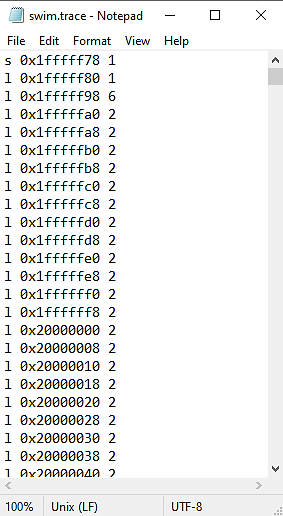 swim.trace - Notepad
File Edit Format View Help
s 0x1fffff78 1
l 0x1fffff80 1
l 0x1fffff98 6
l 0x1fffffa0 2
l 0x1fffffa8 2
l 0x1fffffb0 2
l 0x1fffffb8 2
l 0x1fffffc0 2
l 0x1fffffc8 2
l 0x1fffffd0 2
l 0x1fffffd8 2
l 0x1fffffe0 2
l 0x1fffffe8 2
l 0x1ffffff0 2
l 0x1ffffff8 2
l 0x20000000 2
l 0x20000008 2
l 0x20000010 2
l 0x20000018 2
l 0x20000020 2
l 0x20000028 2
l 0x20000030 2
l 0x20000038 2
l 0x20000040 2
100% Unix (LF) UTF-8